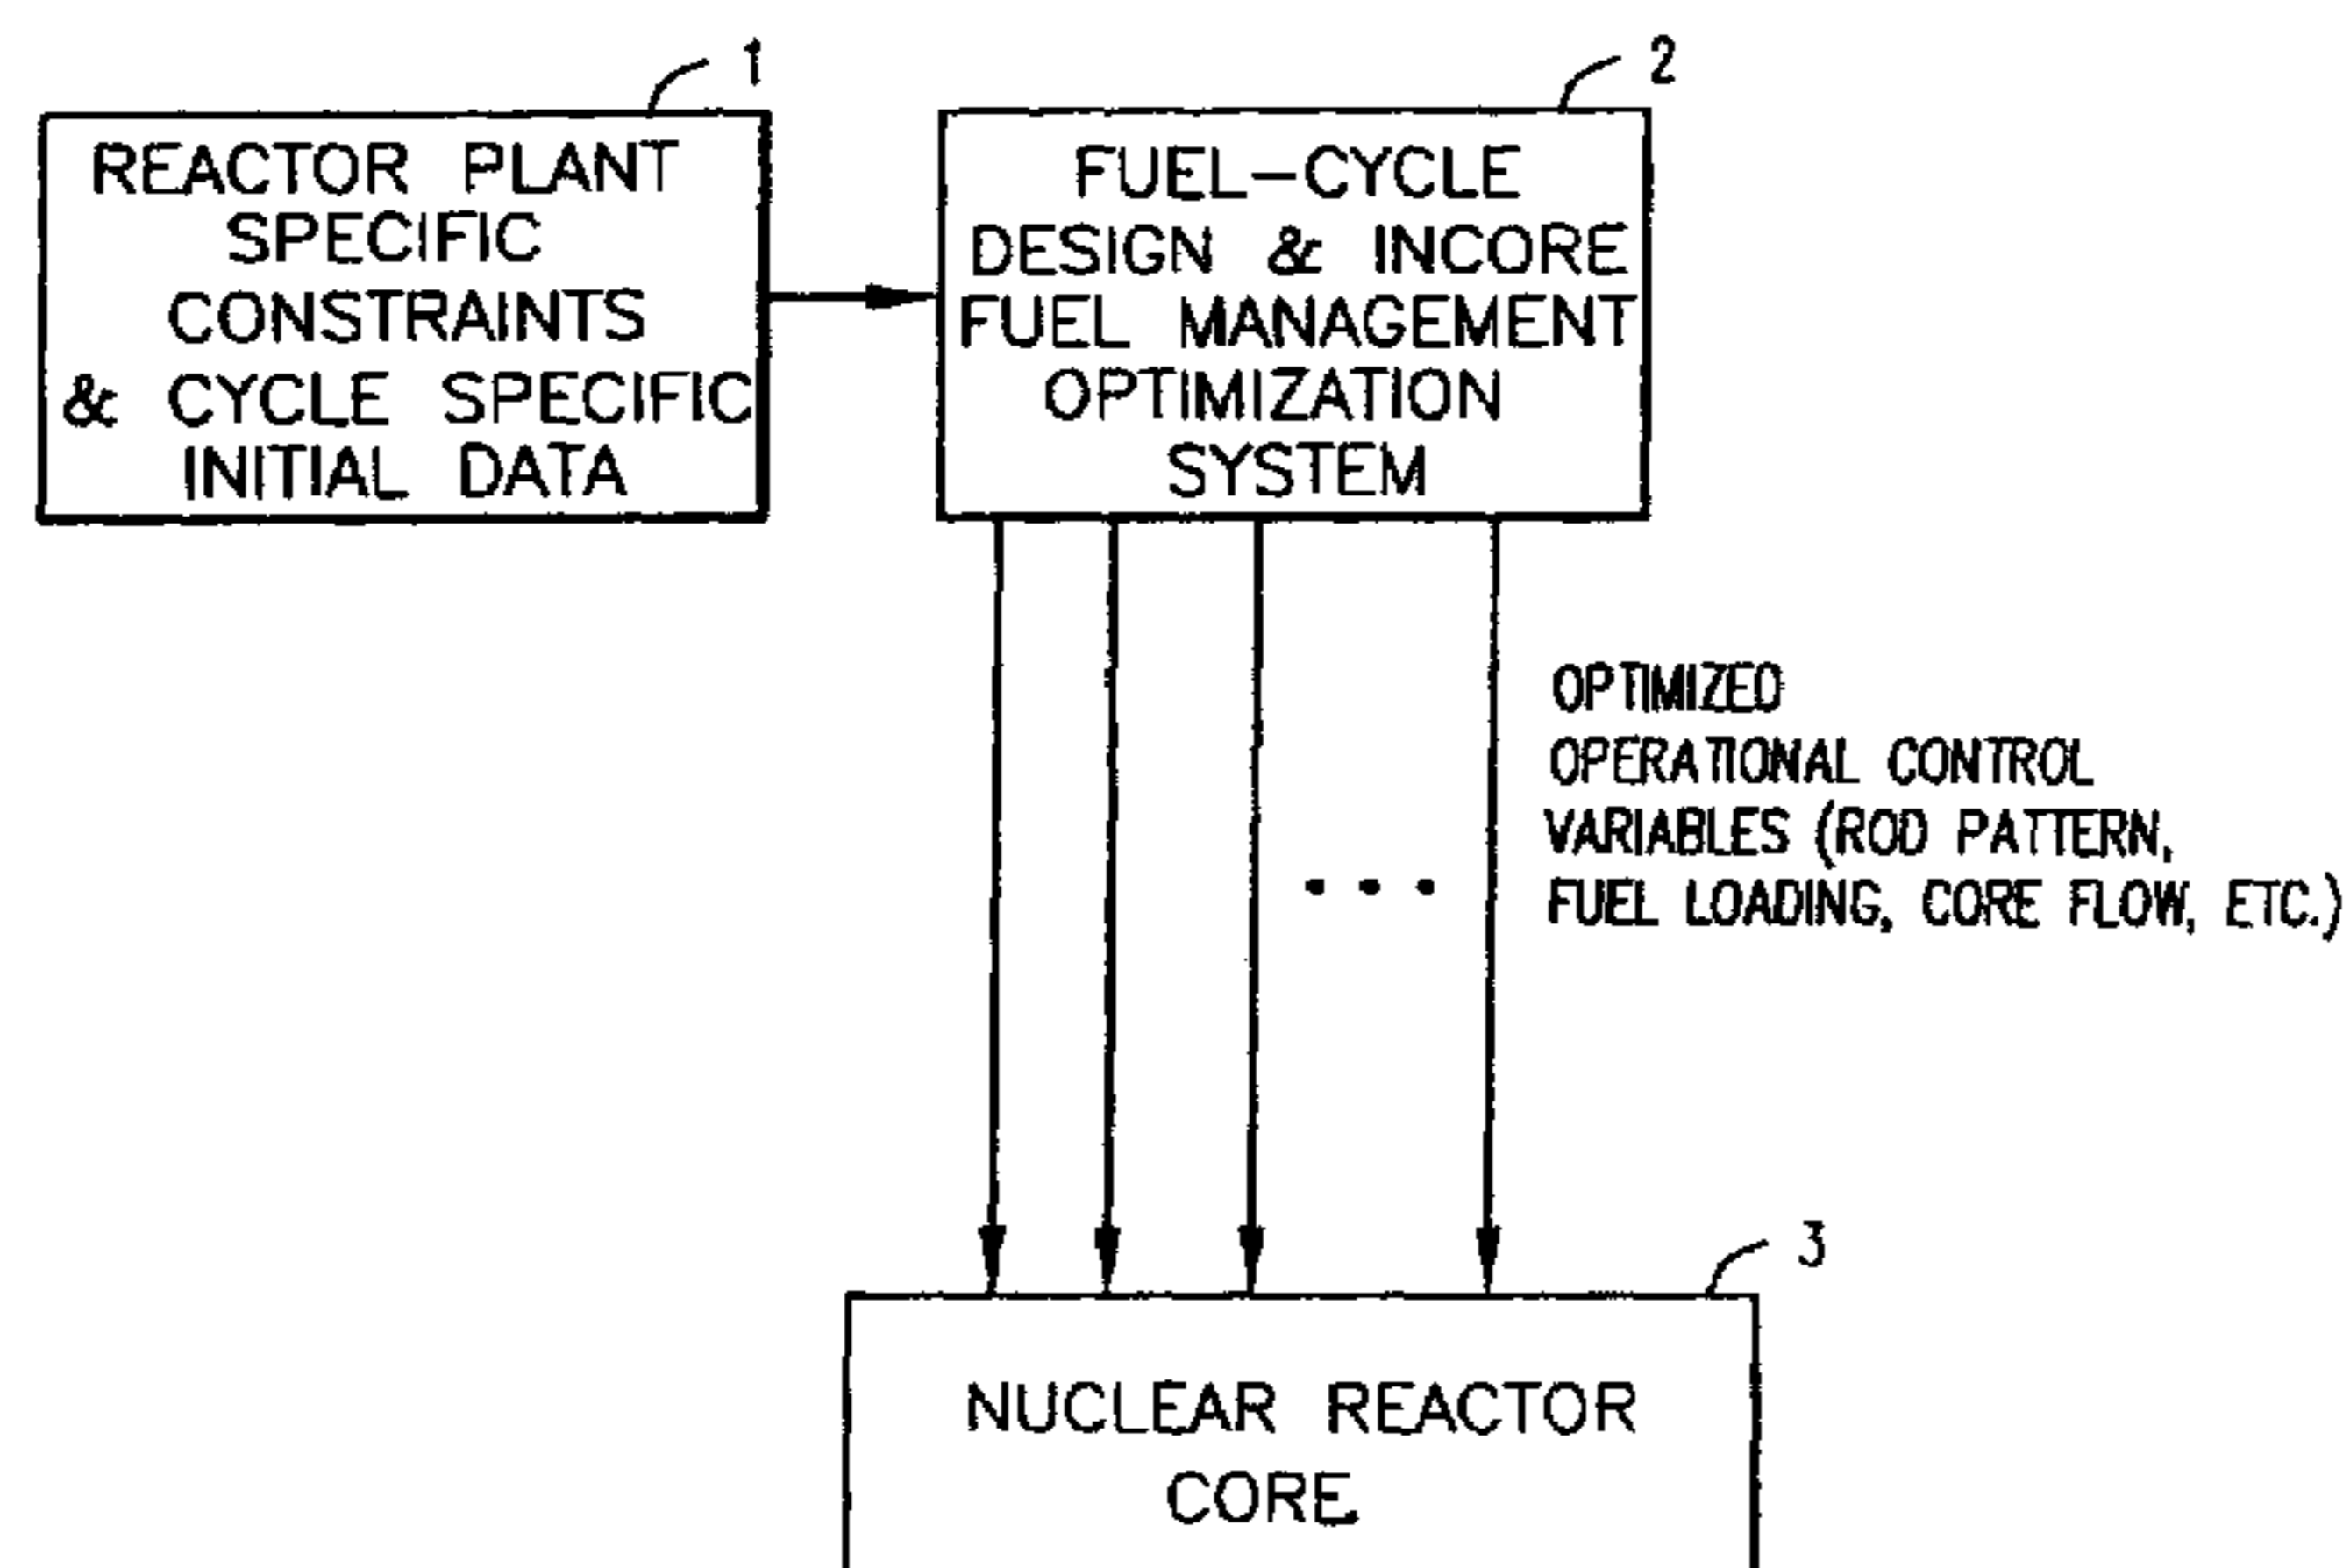 1
REACTOR PLANT
SPECIFIC
CONSTRAINTS
& CYCLE SPECIFIC
INITIAL DATA
2
FUEL-CYCLE
DESIGN & INCORE
FUEL MANAGEMENT
OPTIMIZATION
SYSTEM
OPTIMIZED
OPERATIONAL CONTROL
VARIABLES (ROD PATTERN,
FUEL LOADING, CORE FLOW, ETC.)
3
NUCLEAR REACTOR
CORE